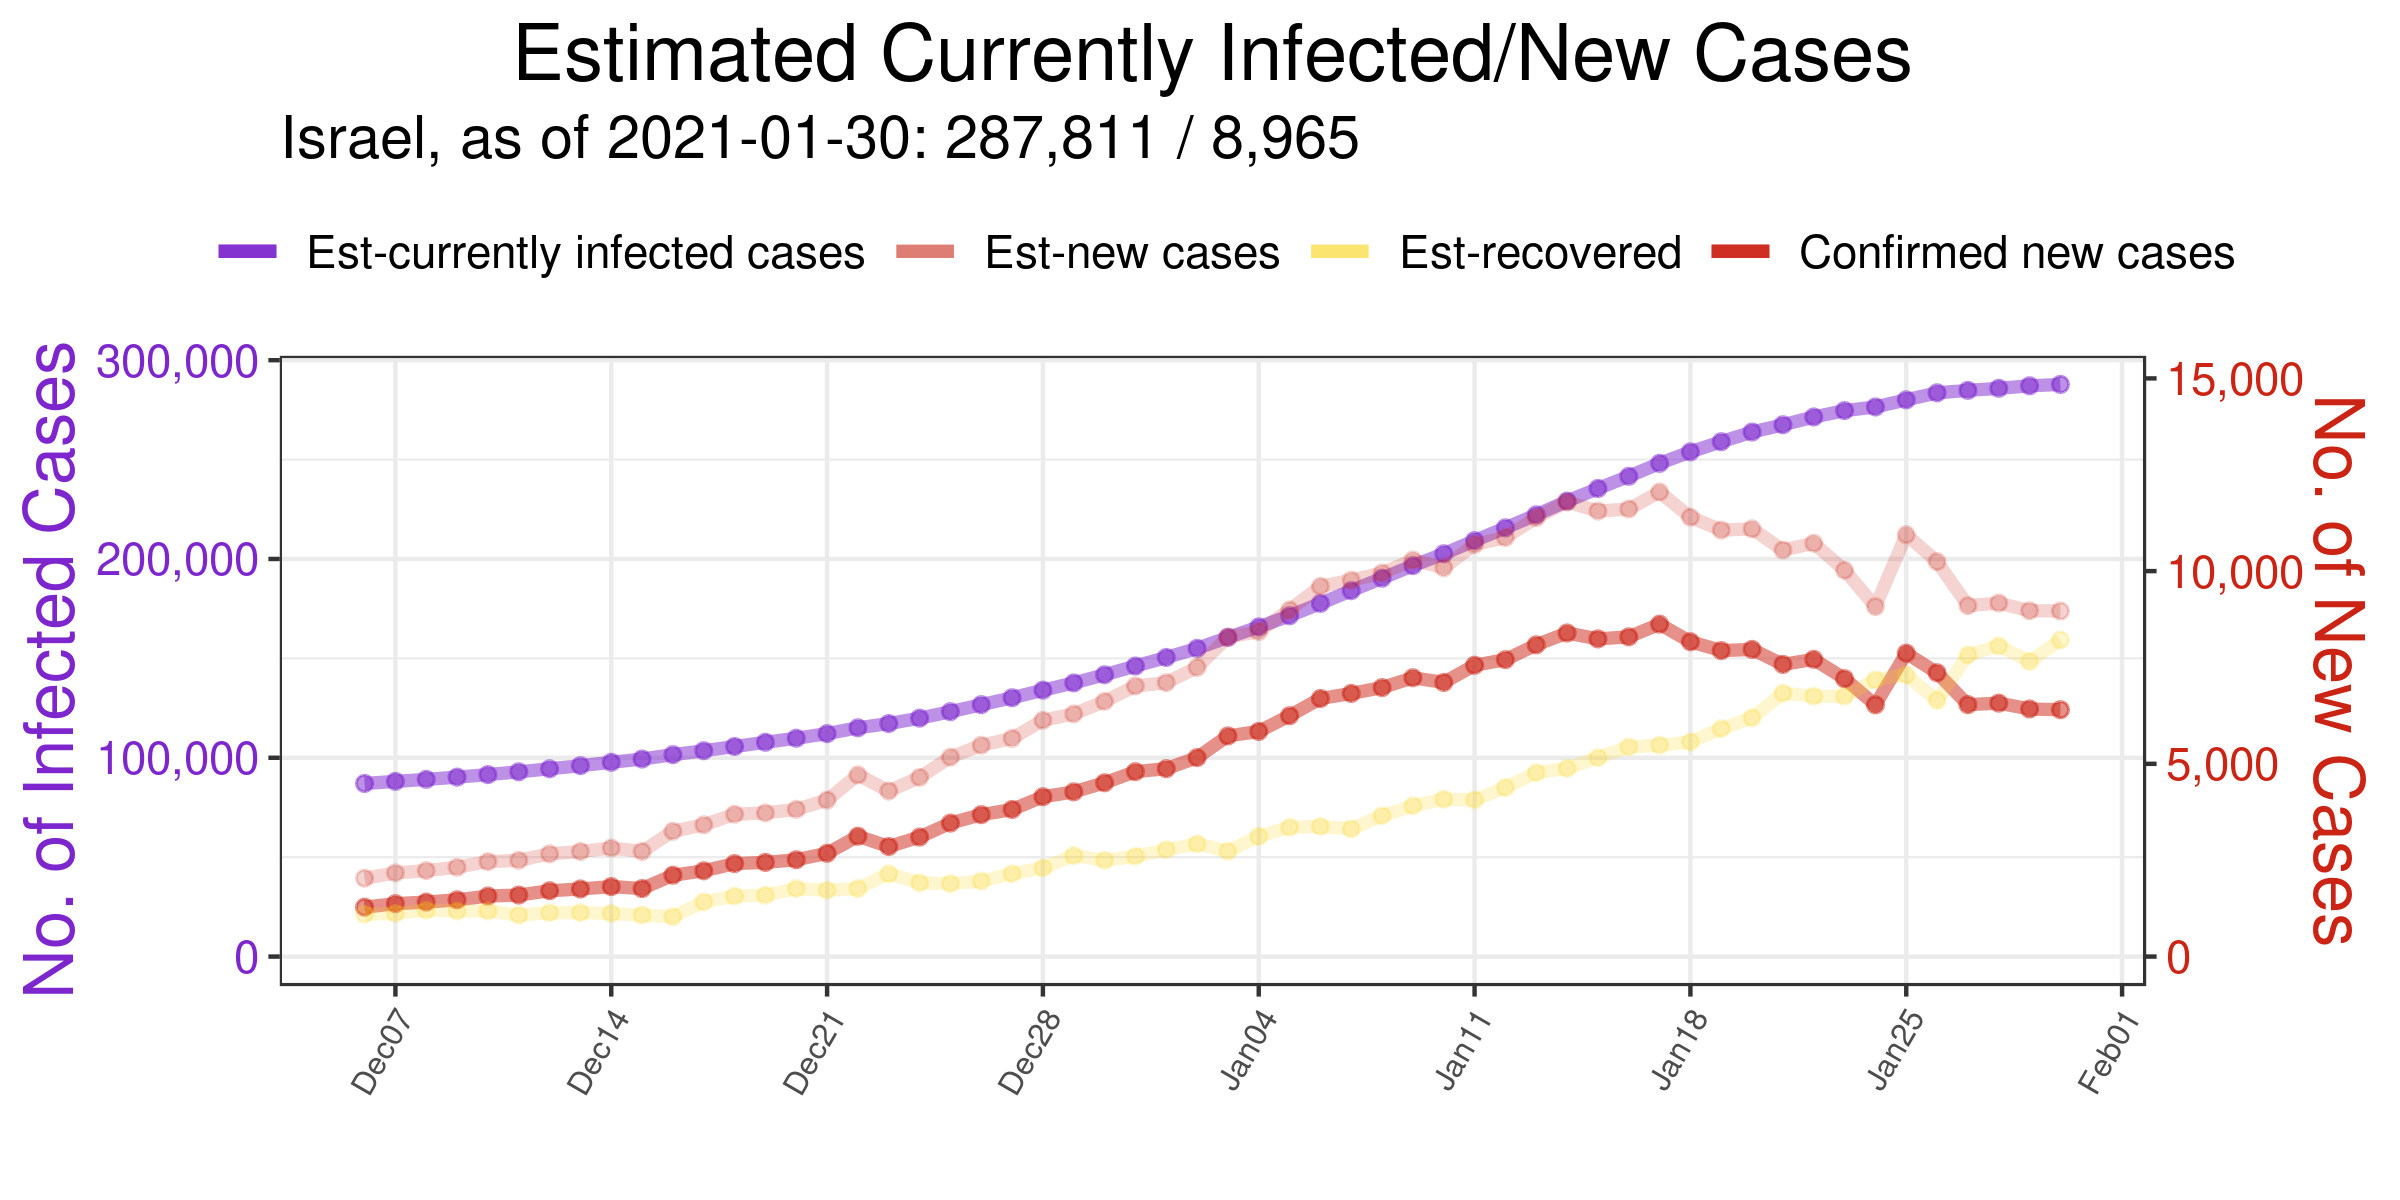 Estimated Currently Infected/New Cases
Israel, as of 2021-01-30: 287,811 / 8,965
Est-currently infected cases Est-new cases Est-recovered Confirmed new cases
No. of Infected Cases
300,000
200,000
100,000
0
15,000
10,000
5,000
0
No. of New Cases
Dec07 Dec14 Dec21 Dec28 Jan04 Jan11 Jan18 Jan25 Feb01